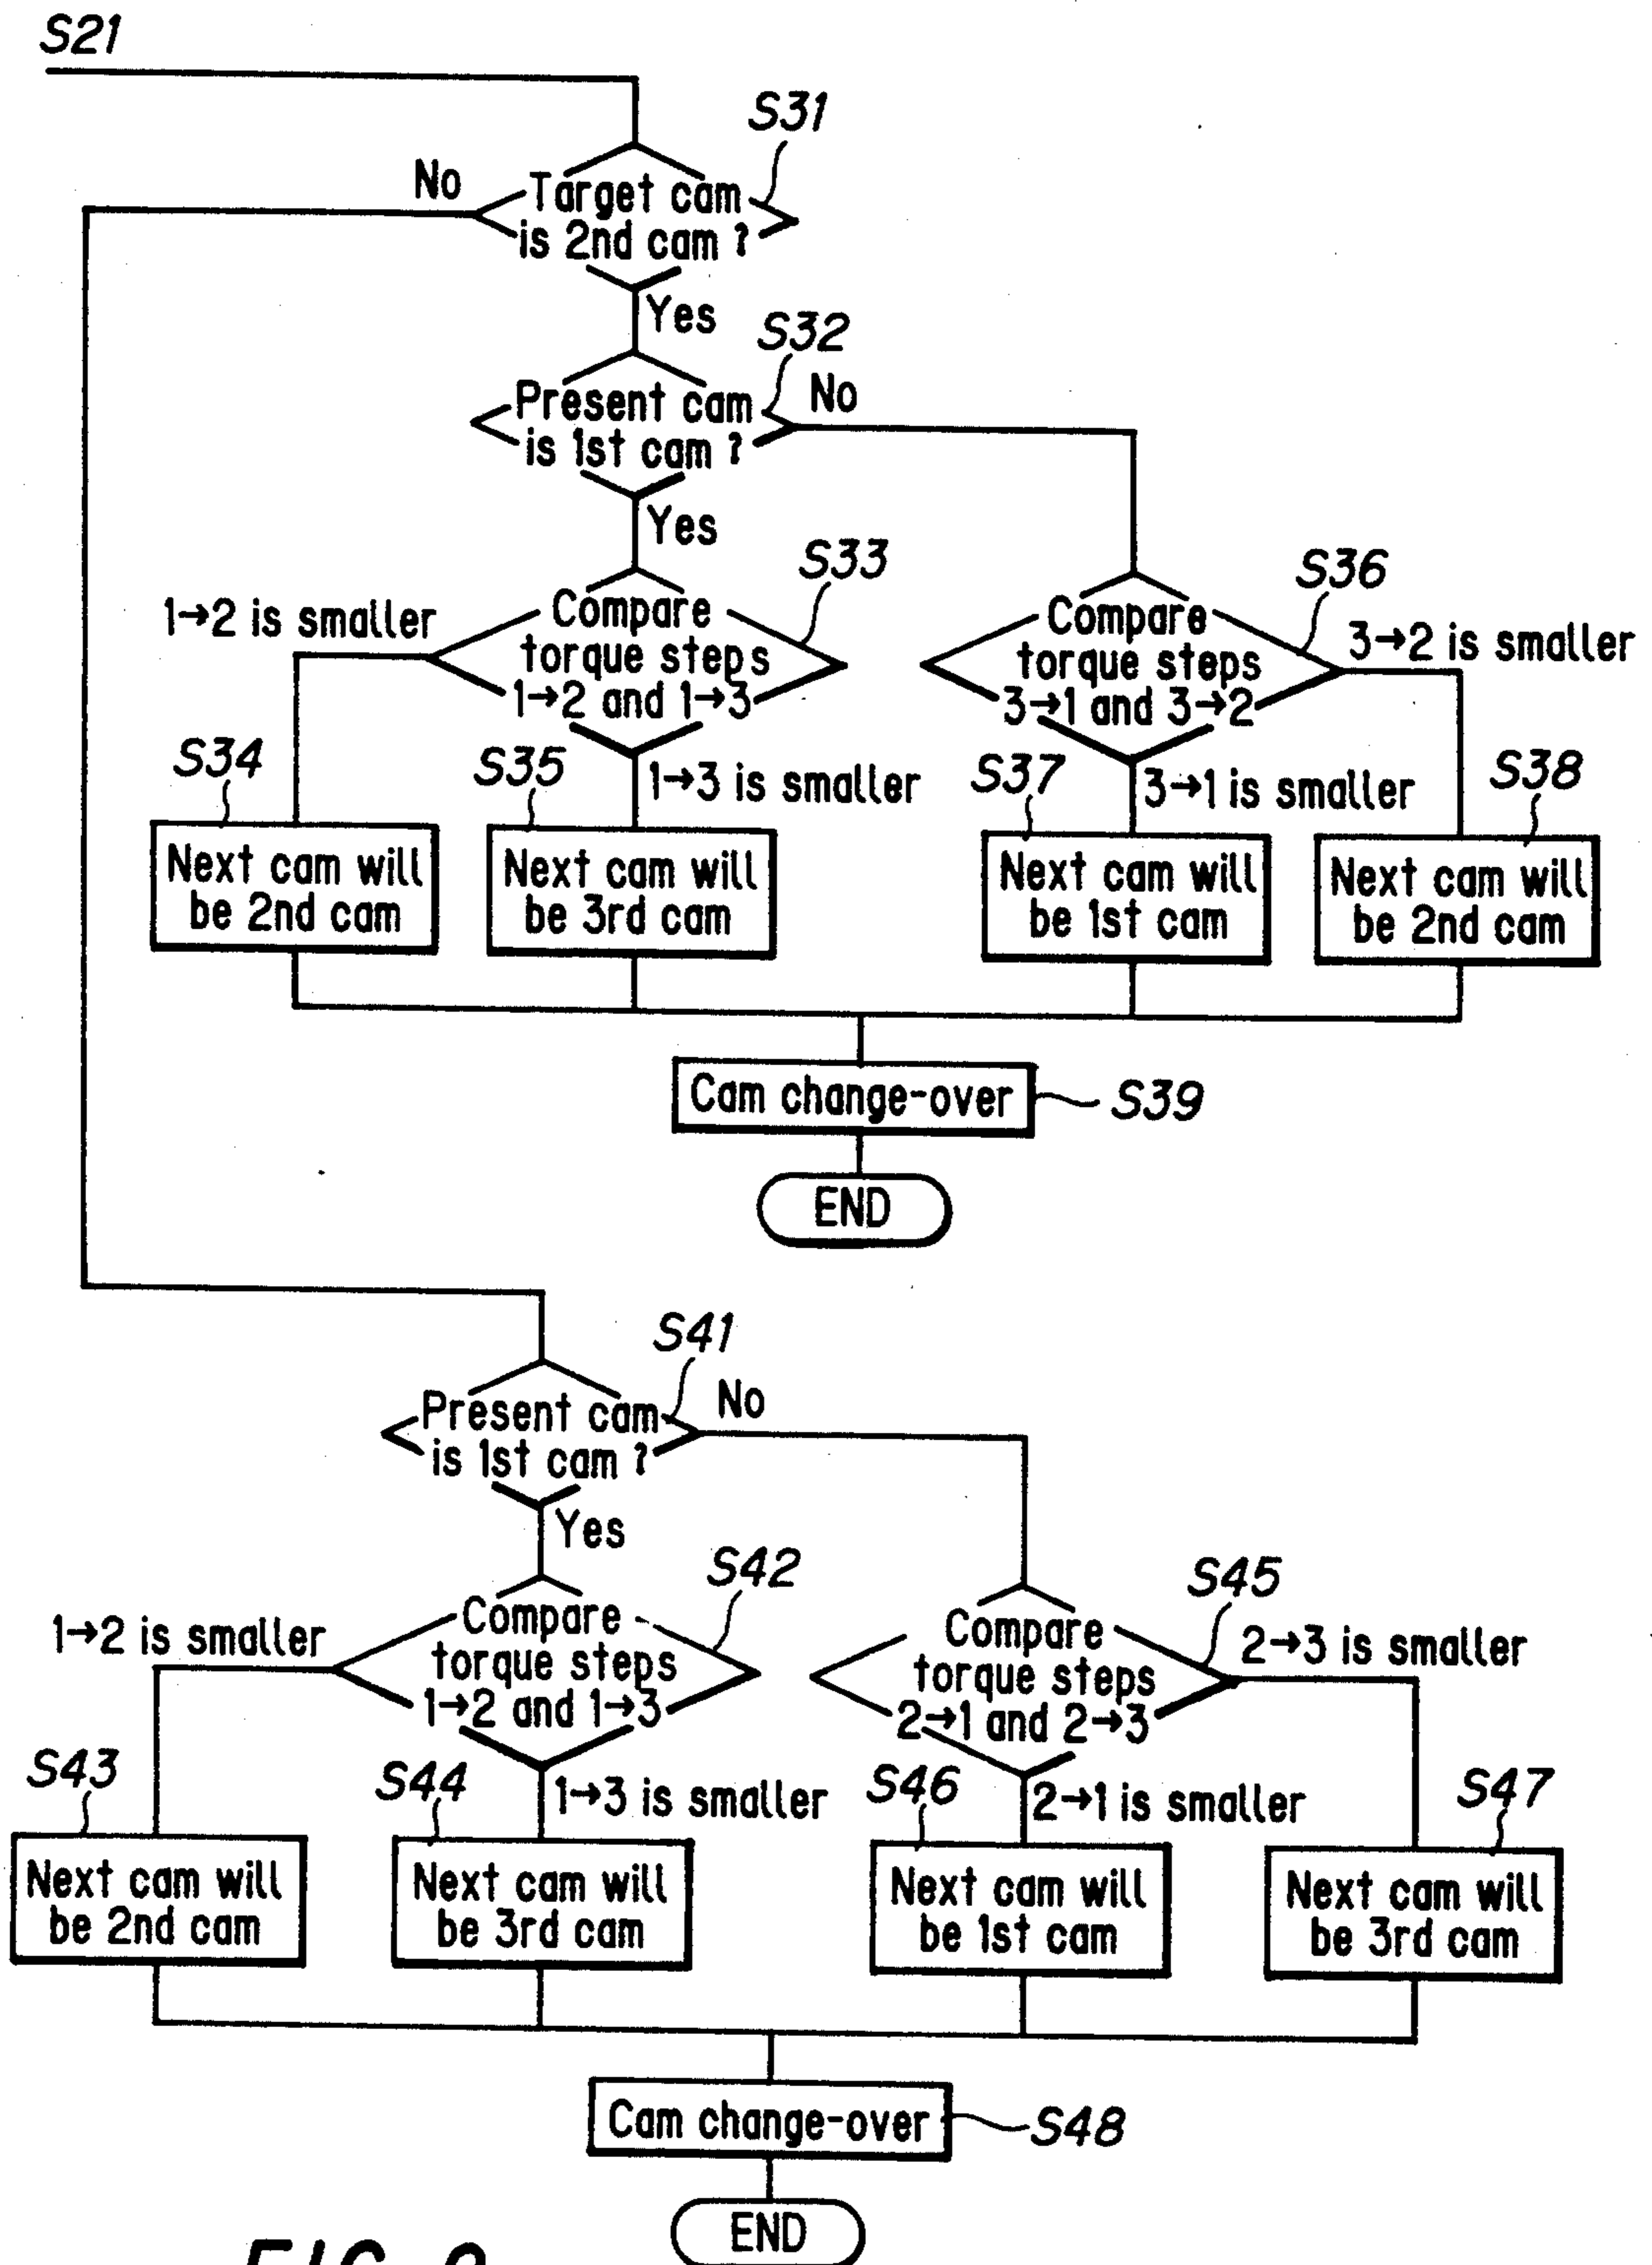 S21
S31
No
Target cam
is 2nd cam ?
Yes
S32
Present cam
is 1st cam ?
No
Yes
S33
S36
1→2 is smaller
Compare
torque steps
1→2 and 1→3
Compare
torque steps
3→1 and 3→2
3→2 is smaller
S34
S35
1→3 is smaller
S37
3→1 is smaller
S38
Next cam will
be 2nd cam
Next cam will
be 3rd cam
Next cam will
be 1st cam
Next cam will
be 2nd cam
Cam change-over
S39
END
S41
Present cam
is 1st cam ?
No
Yes
S42
S45
1→2 is smaller
Compare
torque steps
1→2 and 1→3
Compare
torque steps
2→1 and 2→3
2→3 is smaller
S43
S44
1→3 is smaller
S46
2→1 is smaller
S47
Next cam will
be 2nd cam
Next cam will
be 3rd cam
Next cam will
be 1st cam
Next cam will
be 3rd cam
Cam change-over
S48
END